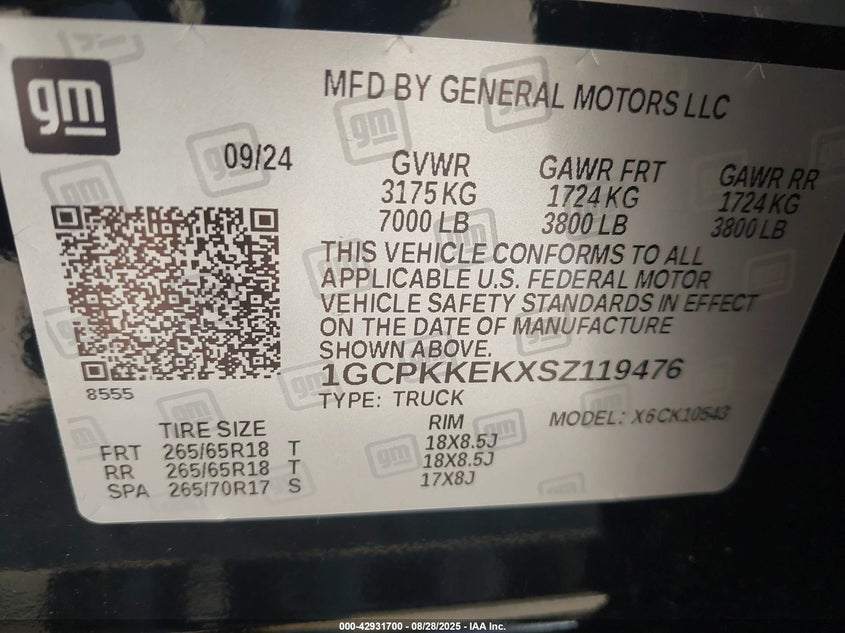 gm
MFD BY GENERAL MOTORS LLC
09/24
GVWR GAWR FRT GAWR RR
3175 KG 1724 KG 1724 KG
7000 LB 3800 LB 3800 LB
THIS VEHICLE CONFORMS TO ALL
APPLICABLE U.S. FEDERAL MOTOR
VEHICLE SAFETY STANDARDS IN EFFECT
ON THE DATE OF MANUFACTURE
SHOWN ABOVE.
1GCPKKEKXSZ119476
8555
TYPE: TRUCK
MODEL: X6CK10543
TIRE SIZE RIM
FRT 265/65R18 T 18X8.5J
RR 265/65R18 T 18X8.5J
SPA 265/70R17 S 17X8J
000-42931700 - 08/28/2025 - IAA Inc.